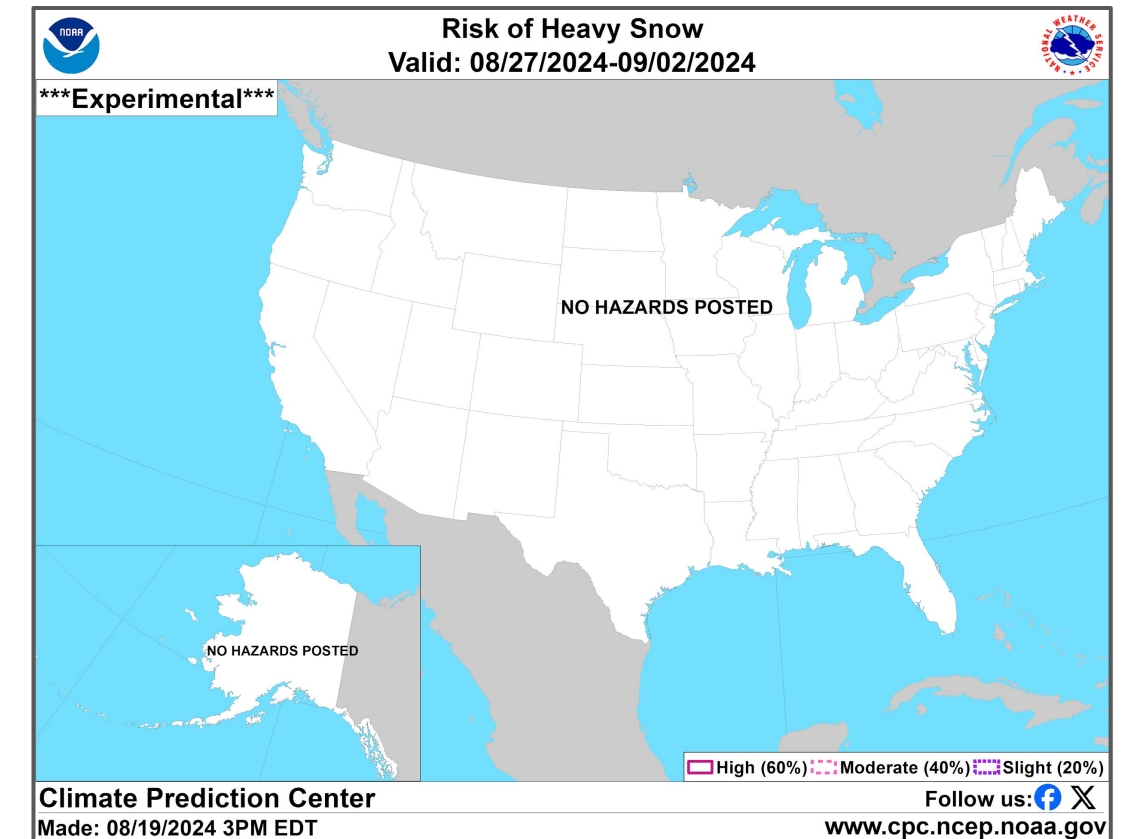 NOAA
Risk of Heavy Snow
Valid: 08/27/2024-09/02/2024
NATIONAL WEATHER SERVICE
***Experimental***
NO HAZARDS POSTED
NO HAZARDS POSTED
High (60%) Moderate (40%) Slight (20%)
Climate Prediction Center
Follow us:
Made: 08/19/2024 3PM EDT
www.cpc.ncep.noaa.gov